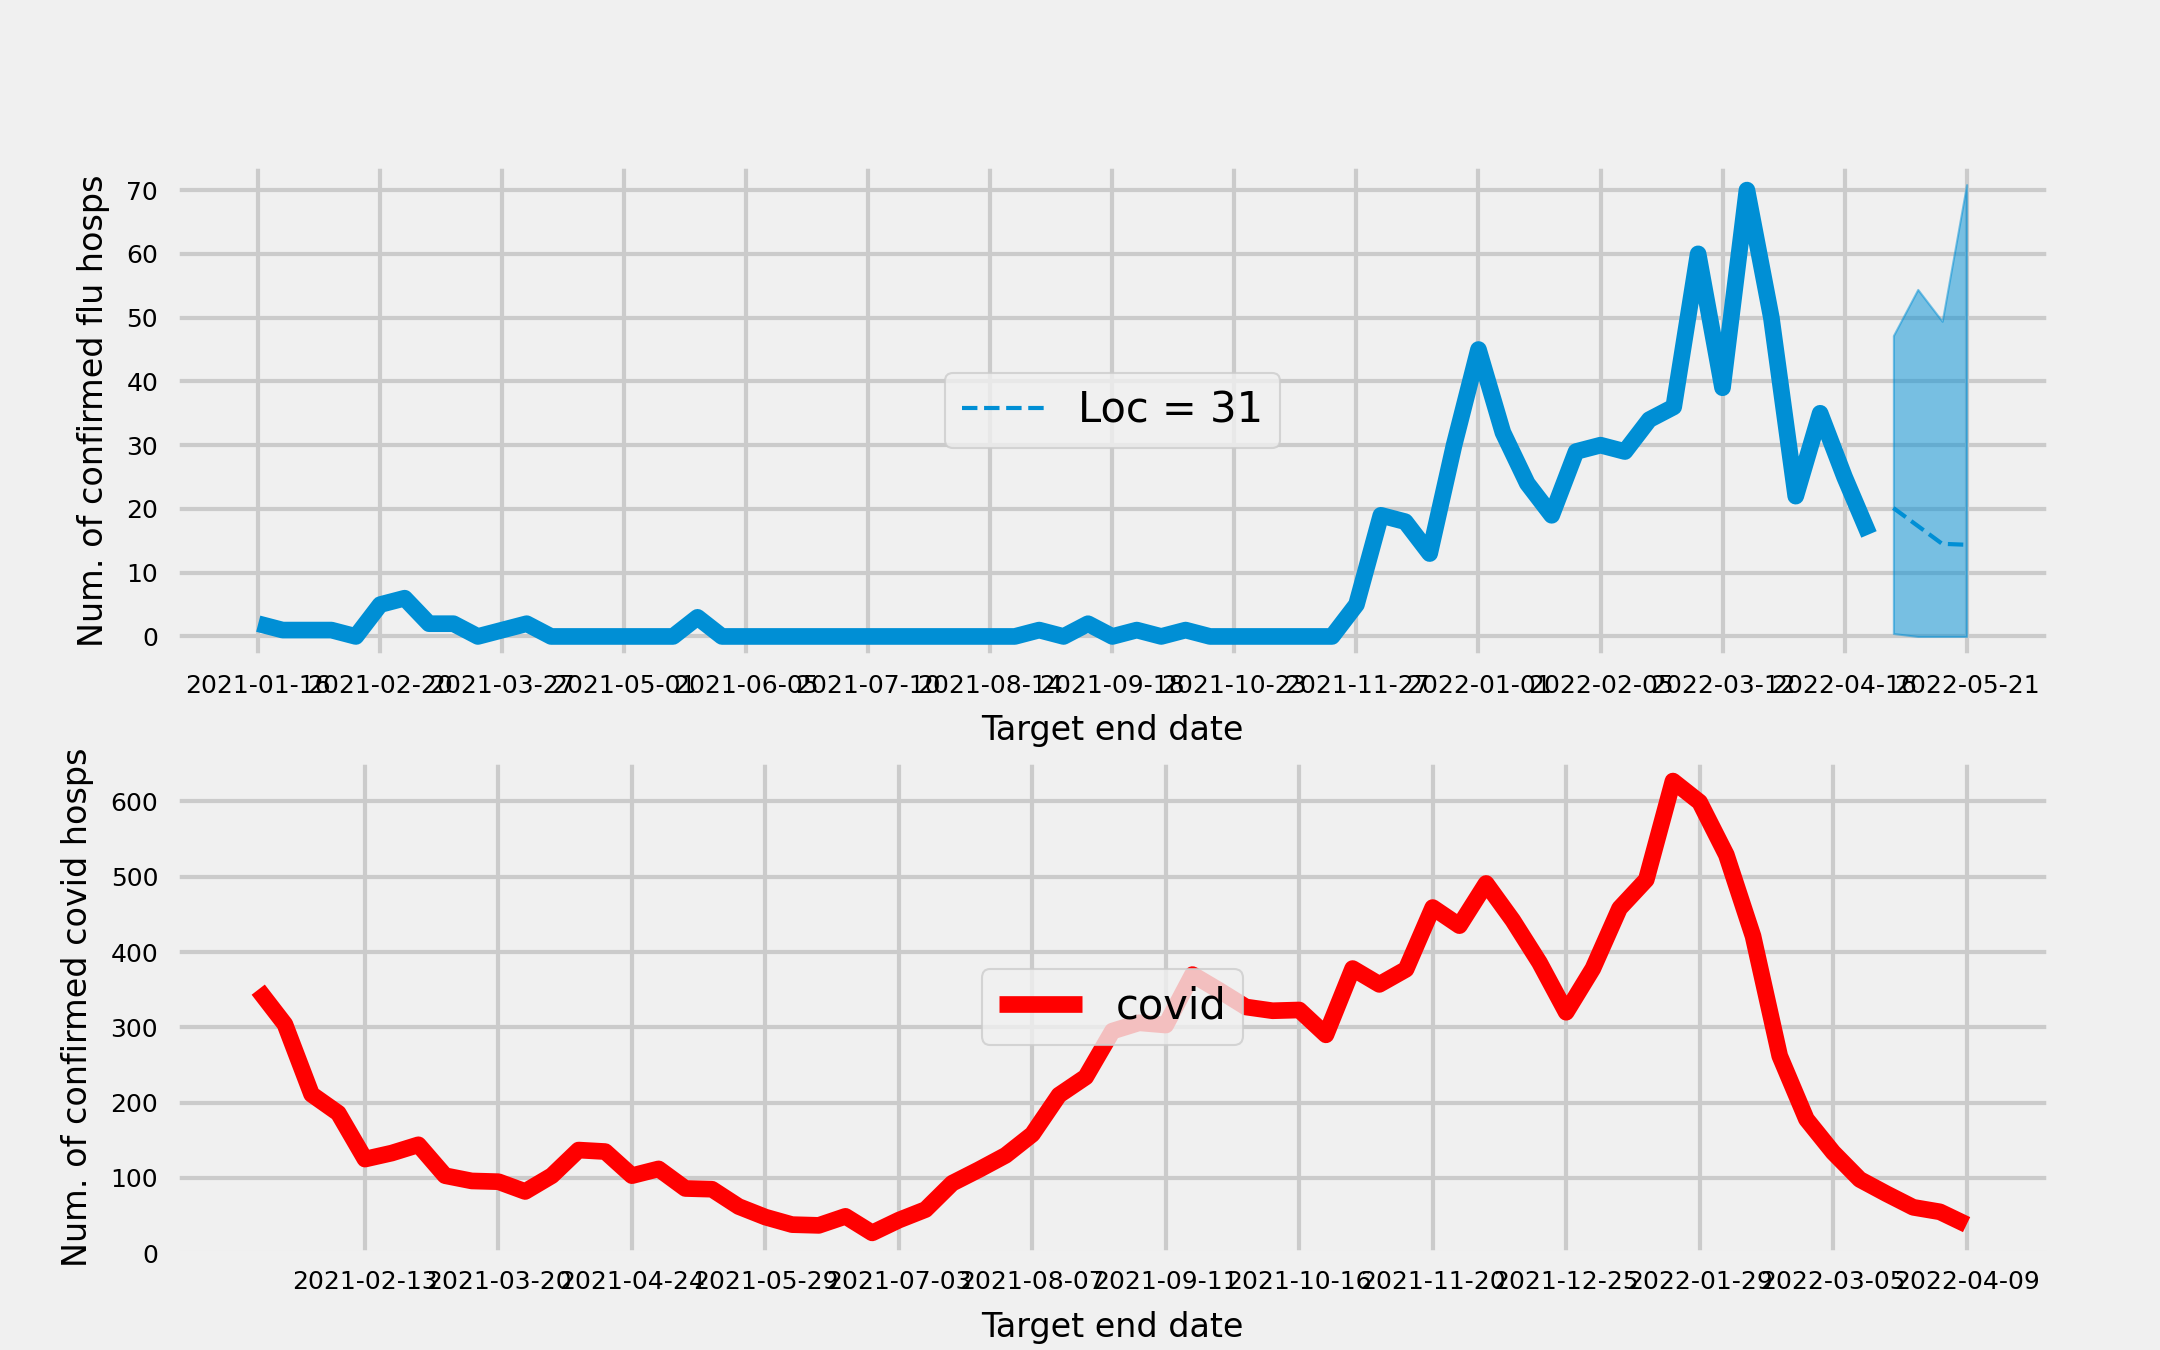 Num. of confirmed flu hosps
70
60
50
40
30
20
10
0
Loc = 31
2021-01-16 2021-02-20 2021-03-27 2021-05-01 2021-06-05 2021-07-10 2021-08-14 2021-09-18 2021-10-23 2021-11-27 2022-01-01 2022-02-05 2022-03-12 2022-04-16 2022-05-21
Target end date
Num. of confirmed covid hosps
600
500
400
300
200
100
0
covid
2021-02-13 2021-03-20 2021-04-24 2021-05-29 2021-07-03 2021-08-07 2021-09-11 2021-10-16 2021-11-20 2021-12-25 2022-01-29 2022-03-05 2022-04-09
Target end date